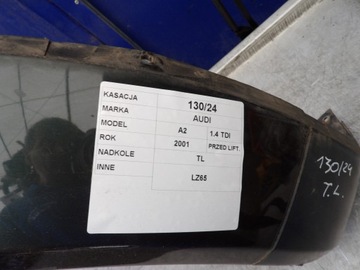 KASACJA 130/24
MARKA AUDI
MODEL A2 1.4 TDI
ROK 2001 PRZED LIFT.
NADKOLE TL
INNE LZ65
130/24
T.L.